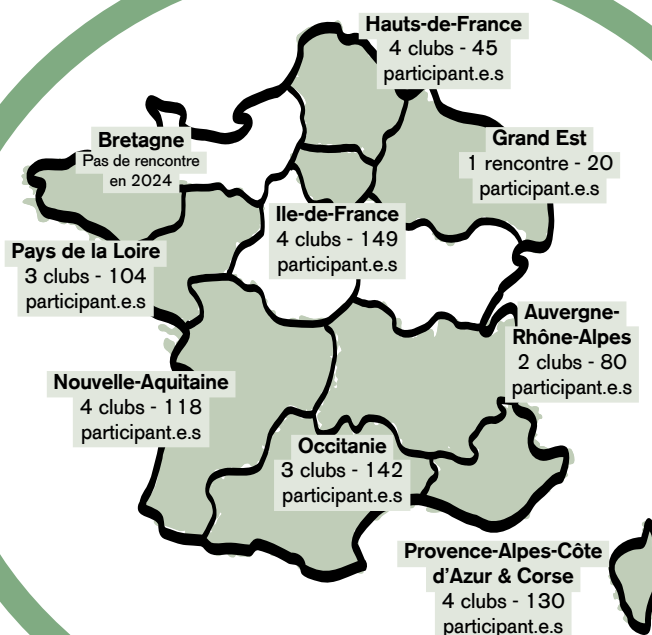 Hauts-de-France
4 clubs - 45
participant.e.s
Bretagne
Pas de rencontre
en 2024
Grand Est
1 rencontre - 20
participant.e.s
Ile-de-France
4 clubs - 149
participant.e.s
Pays de la Loire
3 clubs - 104
participant.e.s
Auvergne-
Rhône-Alpes
2 clubs - 80
participant.e.s
Nouvelle-Aquitaine
4 clubs - 118
participant.e.s
Occitanie
3 clubs - 142
participant.e.s
Provence-Alpes-Côte
d'Azur & Corse
4 clubs - 130
participant.e.s